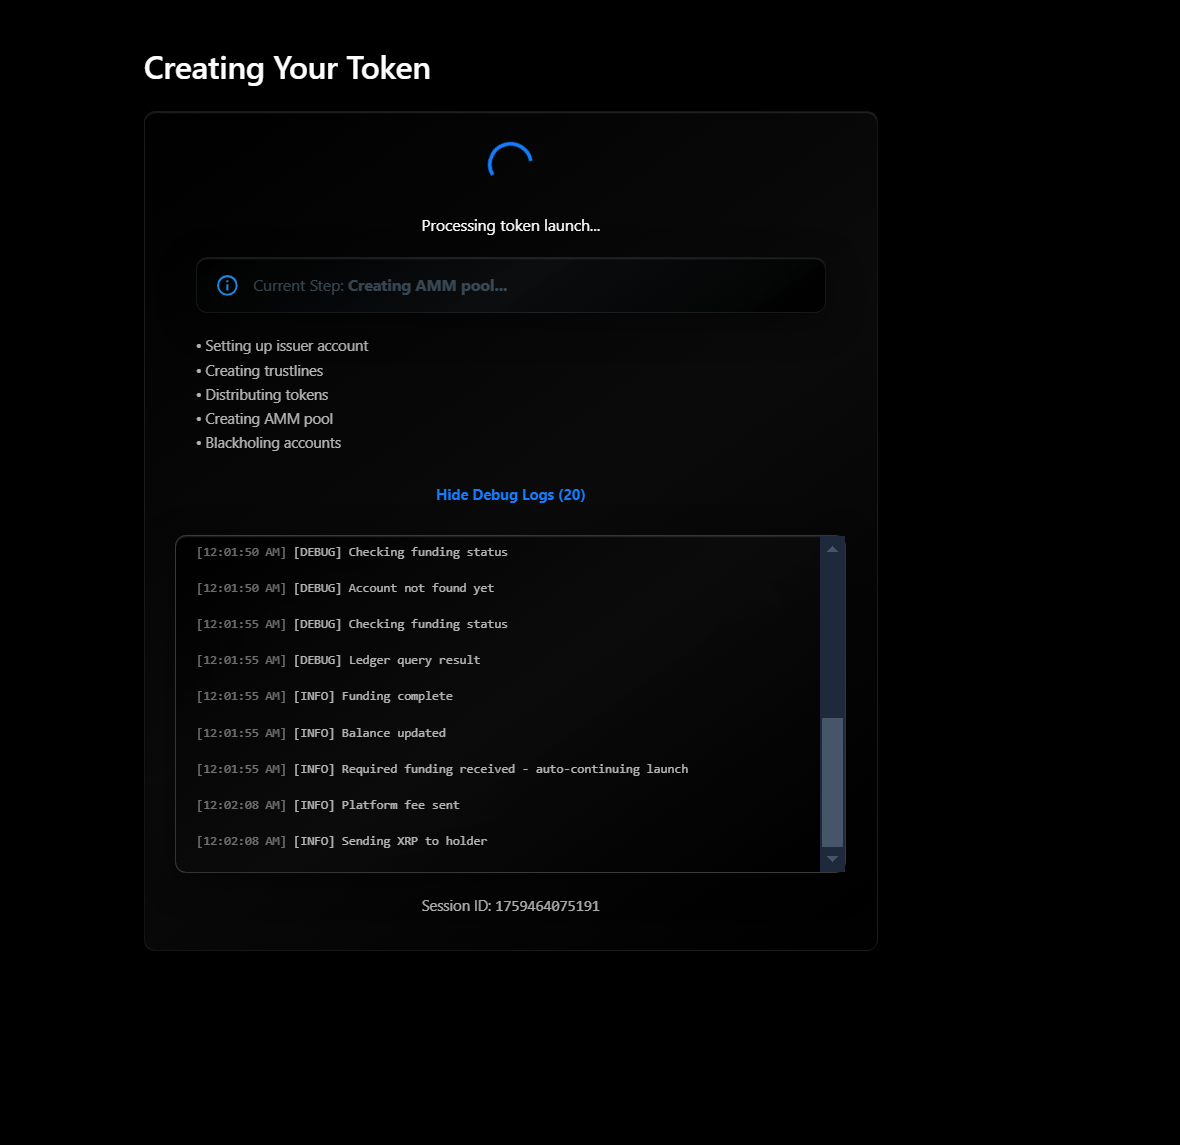 Creating Your Token
Processing token launch...
Current Step: Creating AMM pool...
• Setting up issuer account
• Creating trustlines
• Distributing tokens
• Creating AMM pool
• Blackholing accounts
Hide Debug Logs (20)
[12:01:50 AM] [DEBUG] Checking funding status
[12:01:50 AM] [DEBUG] Account not found yet
[12:01:55 AM] [DEBUG] Checking funding status
[12:01:55 AM] [DEBUG] Ledger query result
[12:01:55 AM] [INFO] Funding complete
[12:01:55 AM] [INFO] Balance updated
[12:01:55 AM] [INFO] Required funding received - auto-continuing launch
[12:02:08 AM] [INFO] Platform fee sent
[12:02:08 AM] [INFO] Sending XRP to holder
Session ID: 1759464075191